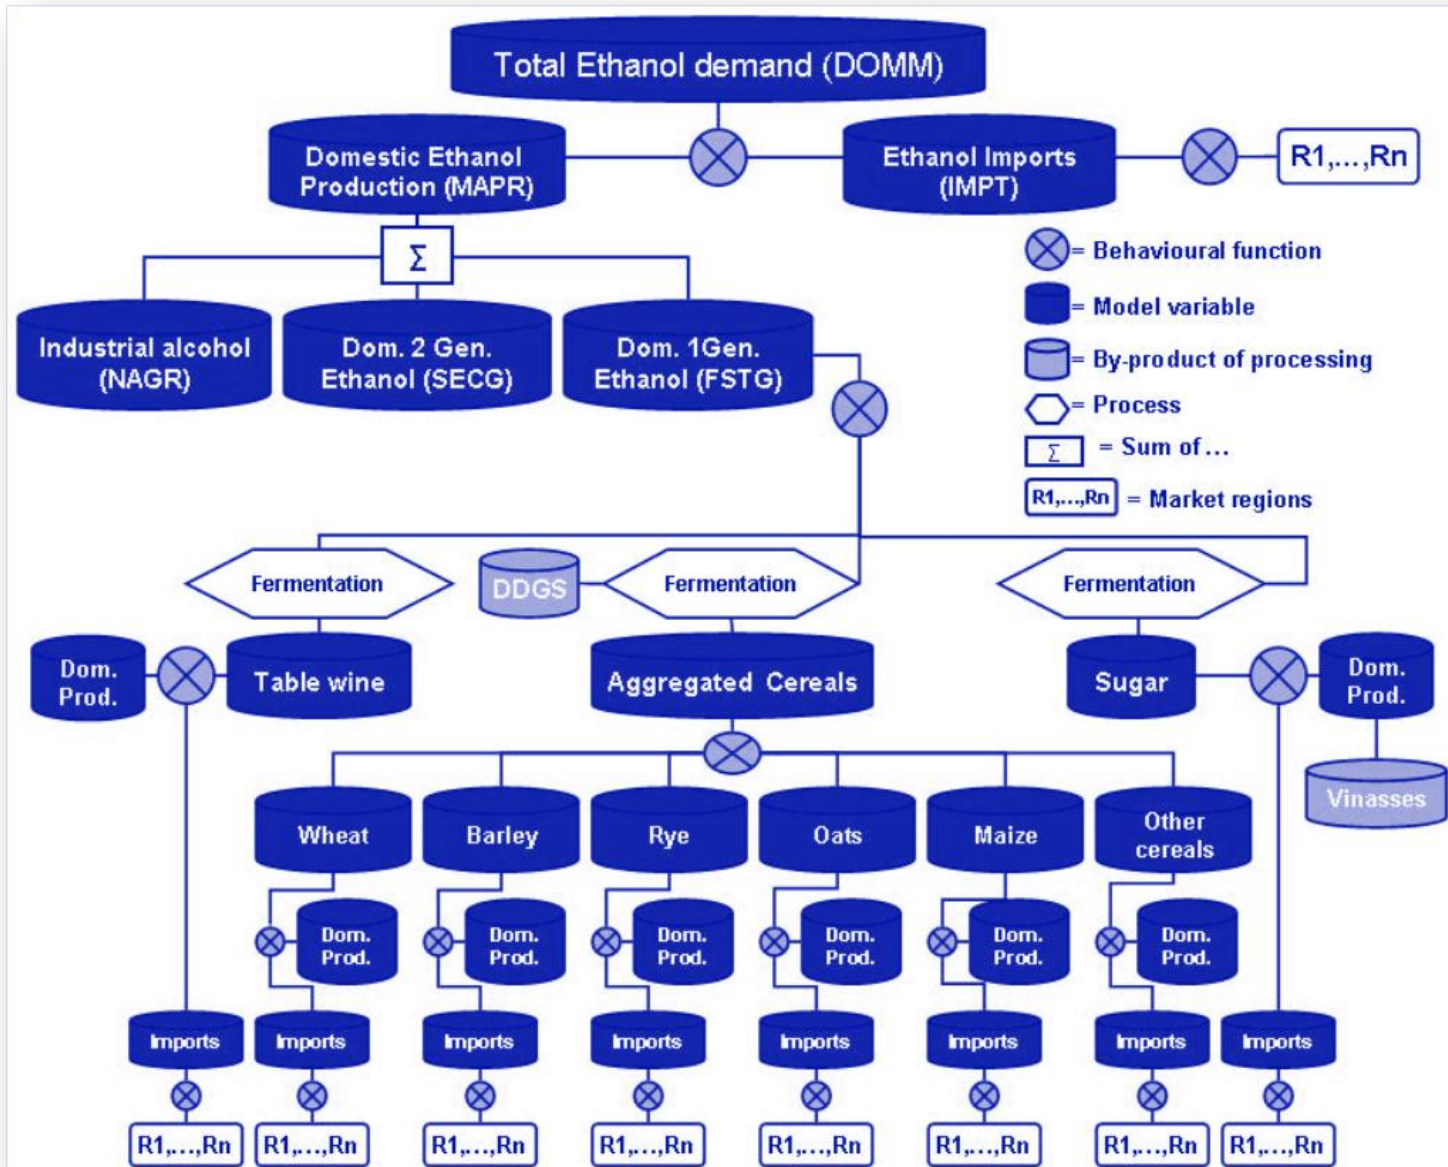 Total Ethanol demand (DOMM)
Domestic Ethanol
Production (MAPR)
Ethanol Imports
(IMPT)
R1,...,Rn
Σ
= Behavioural function
= Model variable
= By-product of processing
= Process
Σ = Sum of ...
R1,...,Rn = Market regions
Industrial alcohol
(NAGR)
Dom. 2 Gen.
Ethanol (SECG)
Dom. 1Gen.
Ethanol (FSTG)
Fermentation
DDGS
Fermentation
Fermentation
Dom.
Prod.
Table wine
Aggregated Cereals
Sugar
Dom.
Prod.
Vinasses
Wheat
Barley
Rye
Oats
Maize
Other
cereals
Dom.
Prod.
Dom.
Prod.
Dom.
Prod.
Dom.
Prod.
Dom.
Prod.
Dom.
Prod.
Imports
Imports
Imports
Imports
Imports
Imports
Imports
Imports
R1,...,Rn
R1,...,Rn
R1,...,Rn
R1,...,Rn
R1,...,Rn
R1,...,Rn
R1,...,Rn
R1,...,Rn